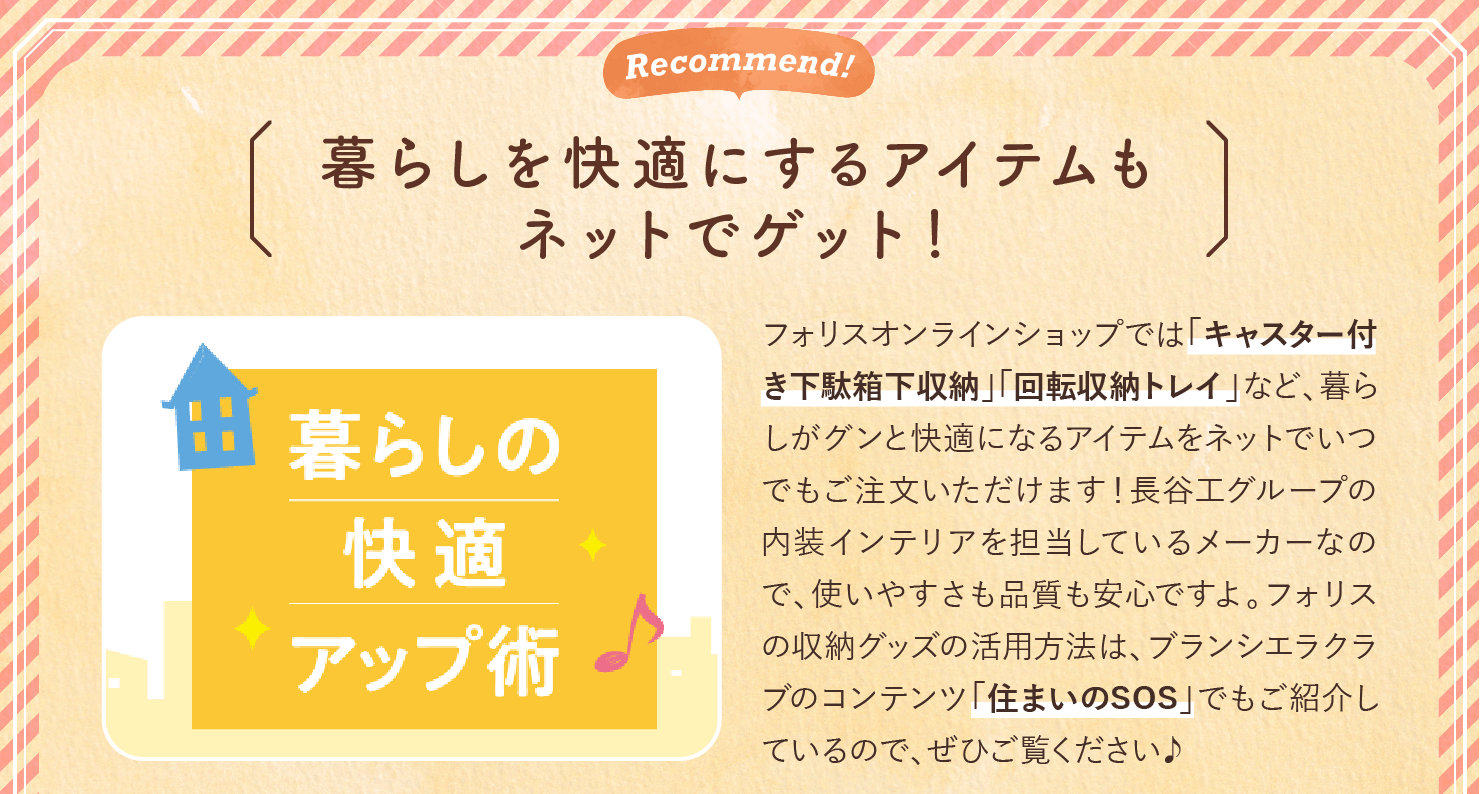 Recommend!
暮らしを快適にするアイテムも
ネットでゲット！
暮らしの
快適
アップ術
フォリスオンラインショップでは「キャスター付
き下駄箱下収納」「回転収納トレイ」など、暮ら
しがグンと快適になるアイテムをネットでいつ
でもご注文いただけます！長谷工グループの
内装インテリアを担当しているメーカーなの
で、使いやすさも品質も安心ですよ。フォリス
の収納グッズの活用方法は、ブランシエラクラ
ブのコンテンツ「住まいのSOS」でもご紹介し
ているので、ぜひご覧ください♪